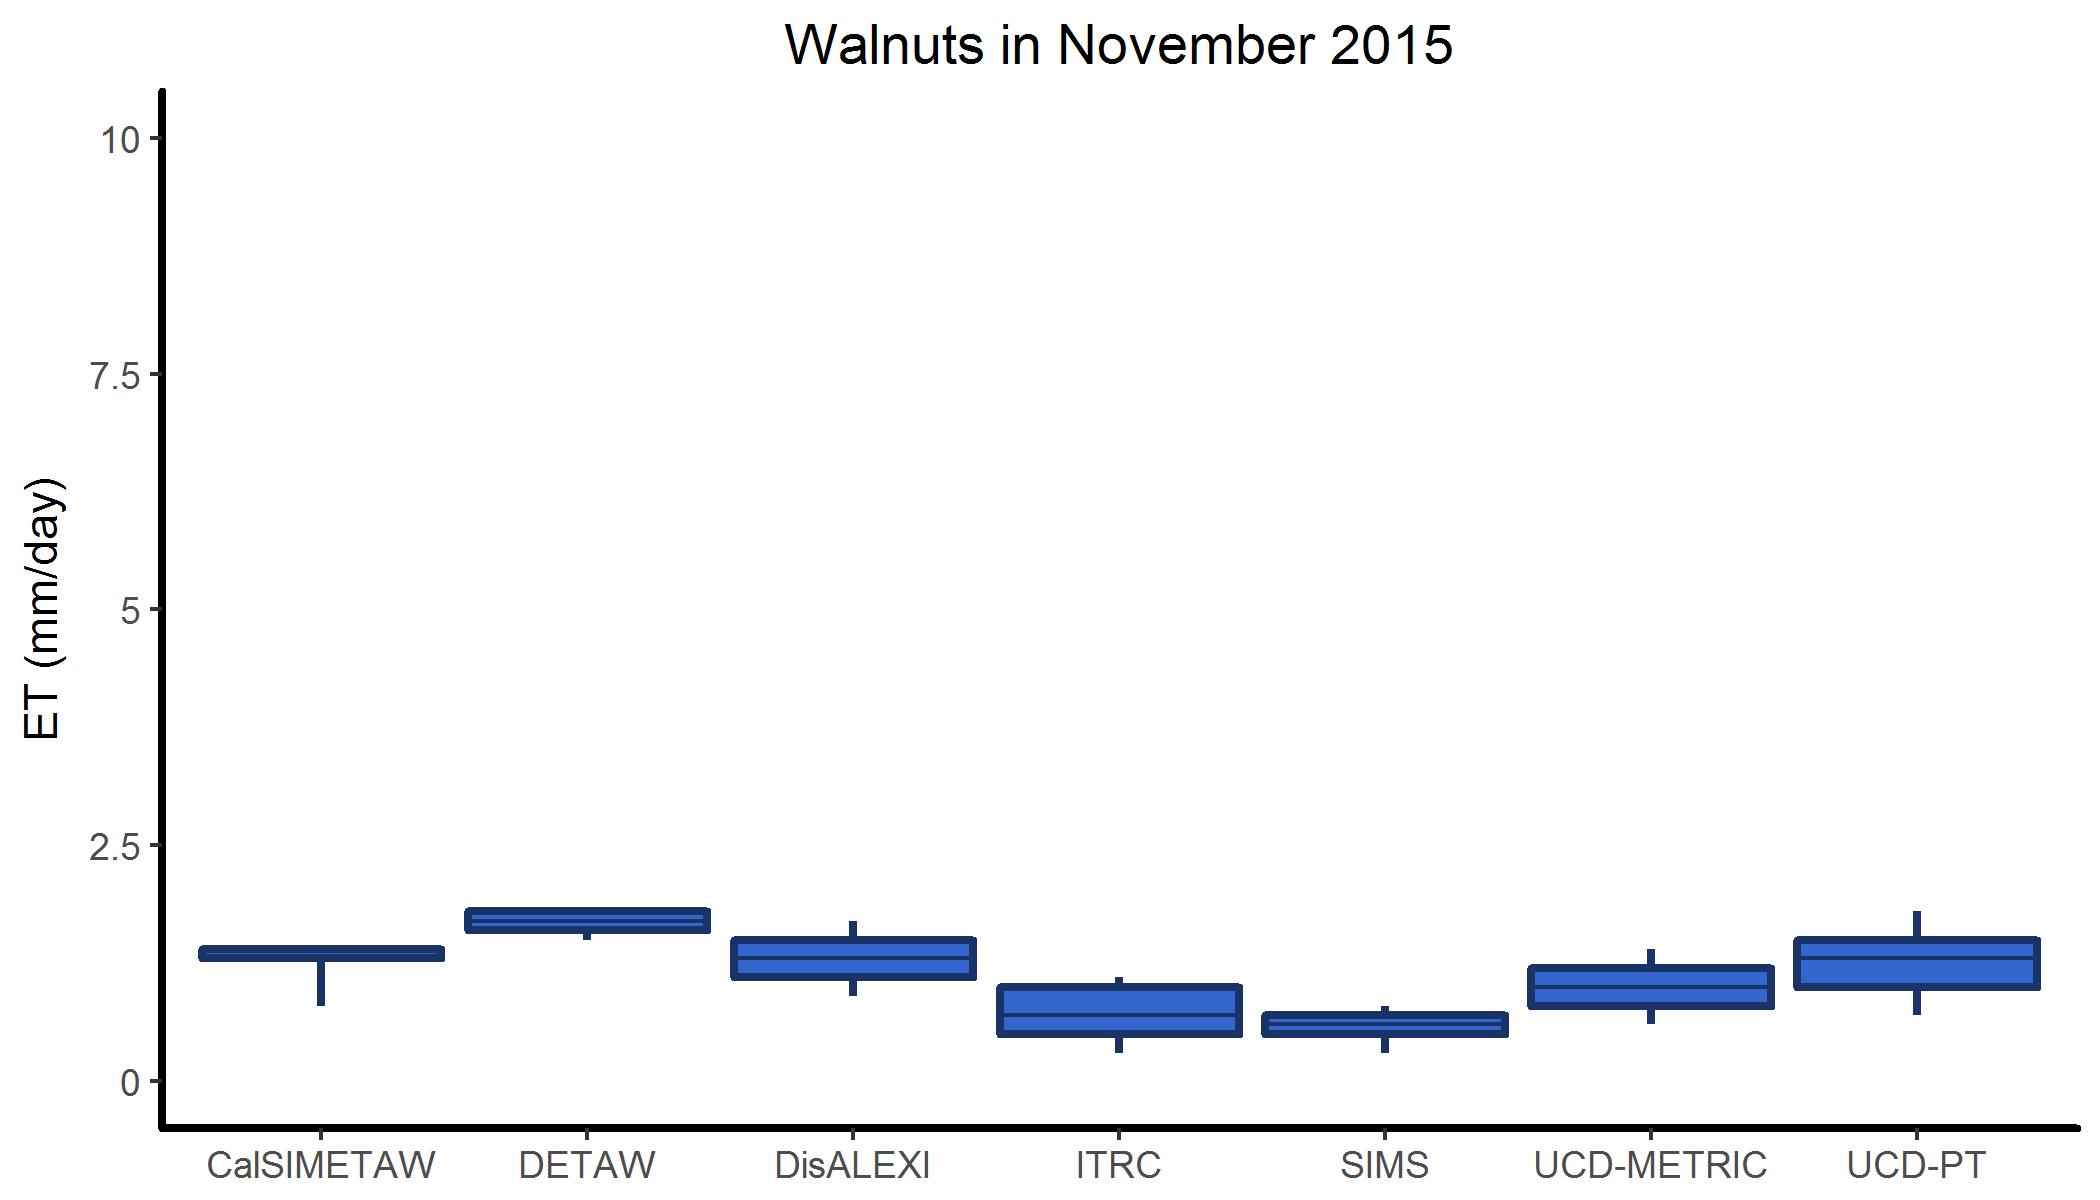 Walnuts in November 2015
ET (mm/day)
10
7.5
5
2.5
0
CalSIMETAW DETAW DisALEXI ITRC SIMS UCD-METRIC UCD-PT